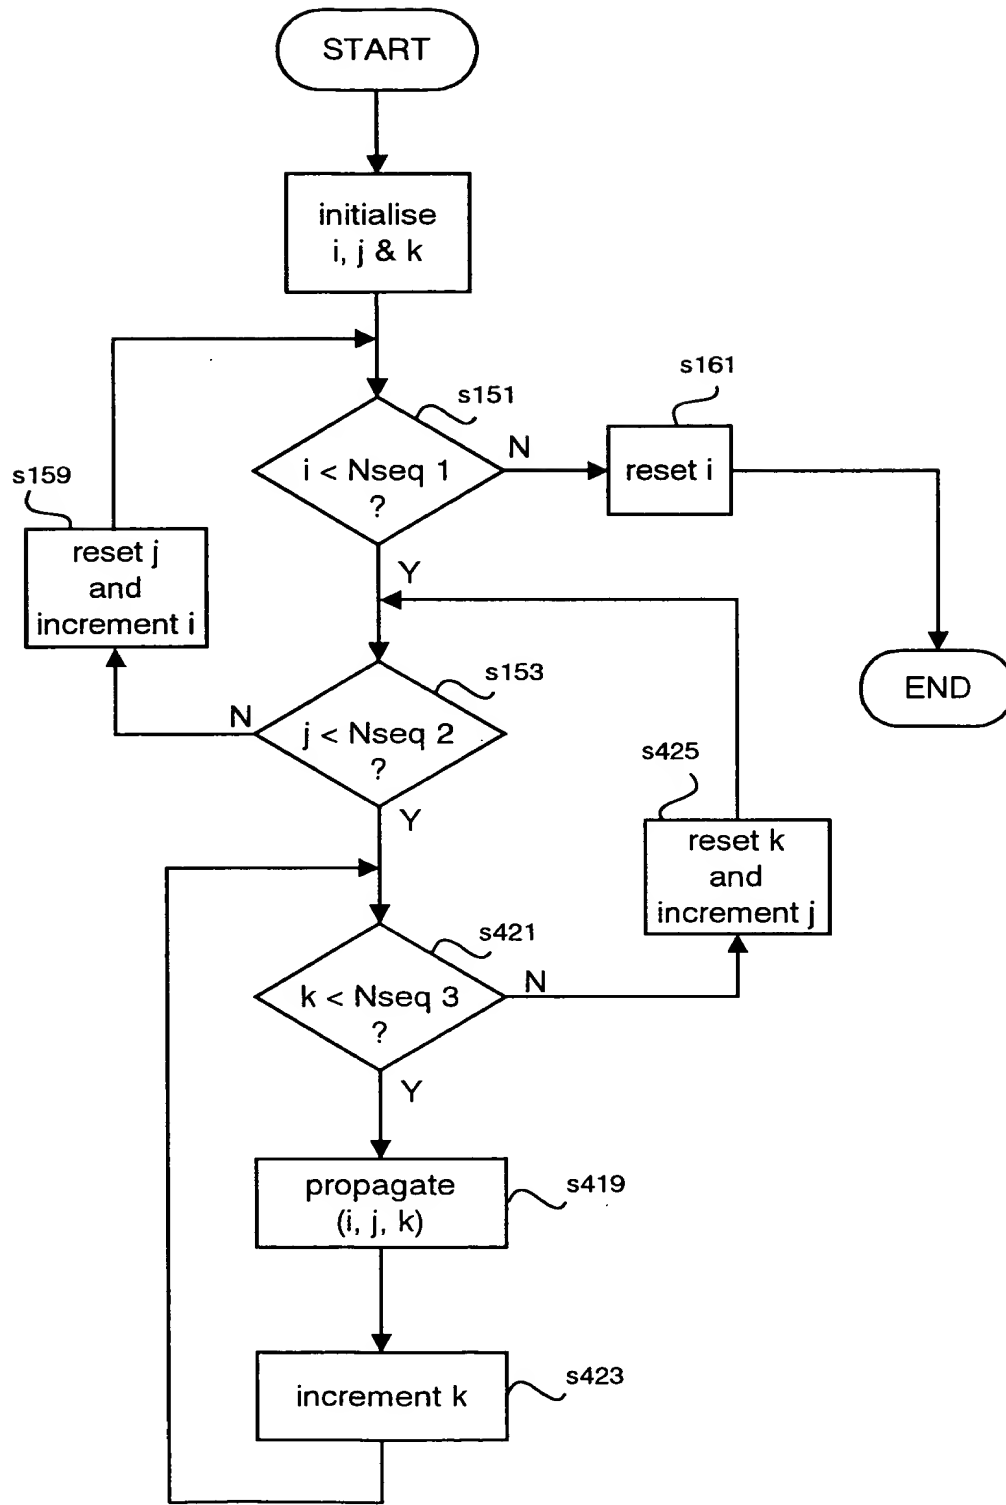 START
initialise
i, j & k
s151
s161
i < Nseq 1
?
N
reset i
s159
reset j
and
increment i
Y
s153
END
N
j < Nseq 2
?
s425
Y
reset k
and
increment j
s421
k < Nseq 3
?
N
Y
propagate
(i, j, k)
s419
increment k
s423